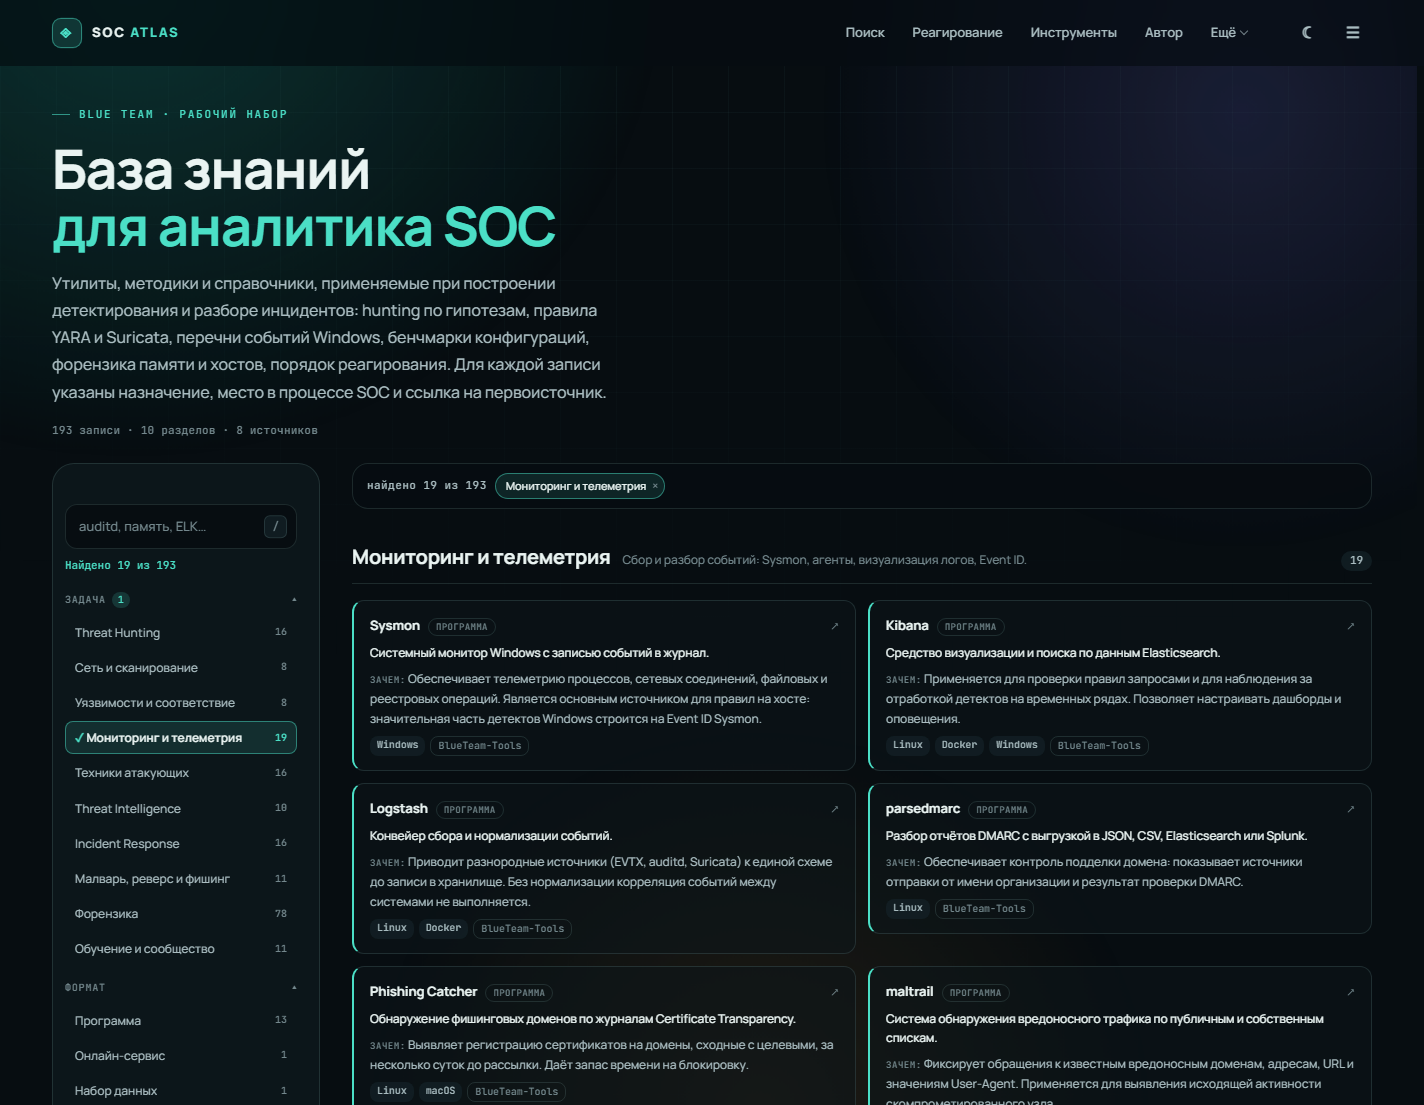 SOC ATLAS
Поиск
Реагирование
Инструменты
Автор
Ещё
BLUE TEAM · РАБОЧИЙ НАБОР
База знаний
для аналитика SOC
Утилиты, методики и справочники, применяемые при построении
детектирования и разборе инцидентов: hunting по гипотезам, правила
YARA и Suricata, перечни событий Windows, бенчмарки конфигураций,
форензика памяти и хостов, порядок реагирования. Для каждой записи
указаны назначение, место в процессе SOC и ссылка на первоисточник.
193 записи · 10 разделов · 8 источников
auditd, память, ELK... /
Найдено 19 из 193
ЗАДАЧА 1
Threat Hunting 16
Сеть и сканирование 8
Уязвимости и соответствие 8
✓ Мониторинг и телеметрия 19
Техники атакующих 16
Threat Intelligence 10
Incident Response 16
Малварь, реверс и фишинг 11
Форензика 78
Обучение и сообщество 11
ФОРМАТ
Программа 13
Онлайн-сервис 1
Набор данных 1
найдено 19 из 193 Мониторинг и телеметрия ×
Мониторинг и телеметрия Сбор и разбор событий: Sysmon, агенты, визуализация логов, Event ID. 19
Sysmon ПРОГРАММА ↗
Системный монитор Windows с записью событий в журнал.
ЗАЧЕМ: Обеспечивает телеметрию процессов, сетевых соединений, файловых и
реестровых операций. Является основным источником для правил на хосте:
значительная часть детектов Windows строится на Event ID Sysmon.
Windows BlueTeam-Tools
Kibana ПРОГРАММА ↗
Средство визуализации и поиска по данным Elasticsearch.
ЗАЧЕМ: Применяется для проверки правил запросами и для наблюдения за
отработкой детектов на временных рядах. Позволяет настраивать дашборды и
оповещения.
Linux Docker Windows BlueTeam-Tools
Logstash ПРОГРАММА ↗
Конвейер сбора и нормализации событий.
ЗАЧЕМ: Приводит разнородные источники (EVTX, auditd, Suricata) к единой схеме
до записи в хранилище. Без нормализации корреляция событий между
системами не выполняется.
Linux Docker BlueTeam-Tools
parsedmarc ПРОГРАММА ↗
Разбор отчётов DMARC с выгрузкой в JSON, CSV, Elasticsearch или Splunk.
ЗАЧЕМ: Обеспечивает контроль подделки домена: показывает источники
отправки от имени организации и результат проверки DMARC.
Linux BlueTeam-Tools
Phishing Catcher ПРОГРАММА ↗
Обнаружение фишинговых доменов по журналам Certificate Transparency.
ЗАЧЕМ: Выявляет регистрацию сертификатов на домены, сходные с целевыми, за
несколько суток до рассылки. Даёт запас времени на блокировку.
Linux macOS BlueTeam-Tools
maltrail ПРОГРАММА ↗
Система обнаружения вредоносного трафика по публичным и собственным
спискам.
ЗАЧЕМ: Фиксирует обращения к известным вредоносным доменам, адресам, URL и
значениям User-Agent. Применяется для выявления исходящей активности
скомпрометированного узла.